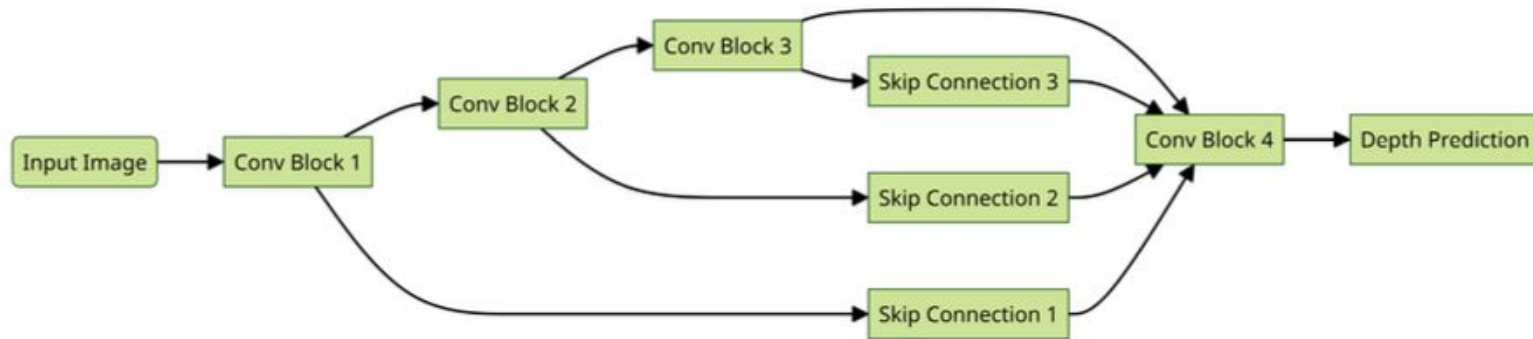 Input Image
Conv Block 1
Conv Block 2
Conv Block 3
Skip Connection 3
Skip Connection 2
Skip Connection 1
Conv Block 4
Depth Prediction